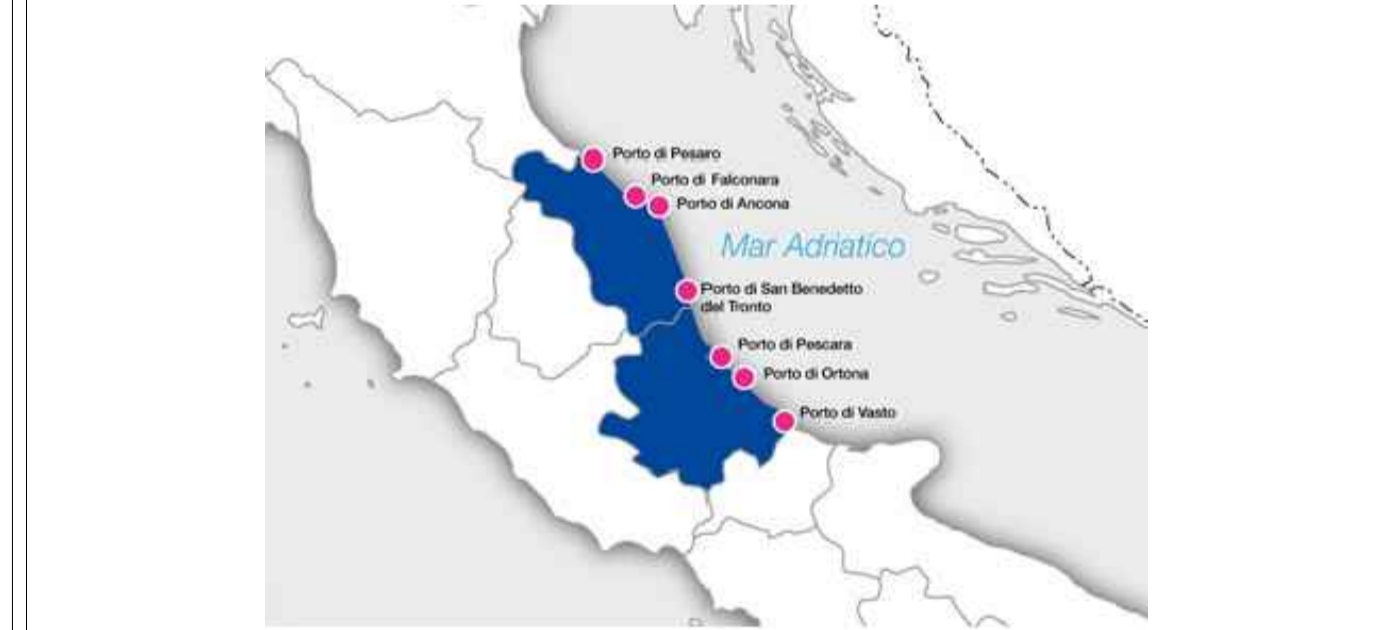 Porto di Pesaro
Porto di Falconara
Porto di Ancona
Mar Adriatico
Porto di San Benedetto
del Tronto
Porto di Pescara
Porto di Ortona
Porto di Vasto